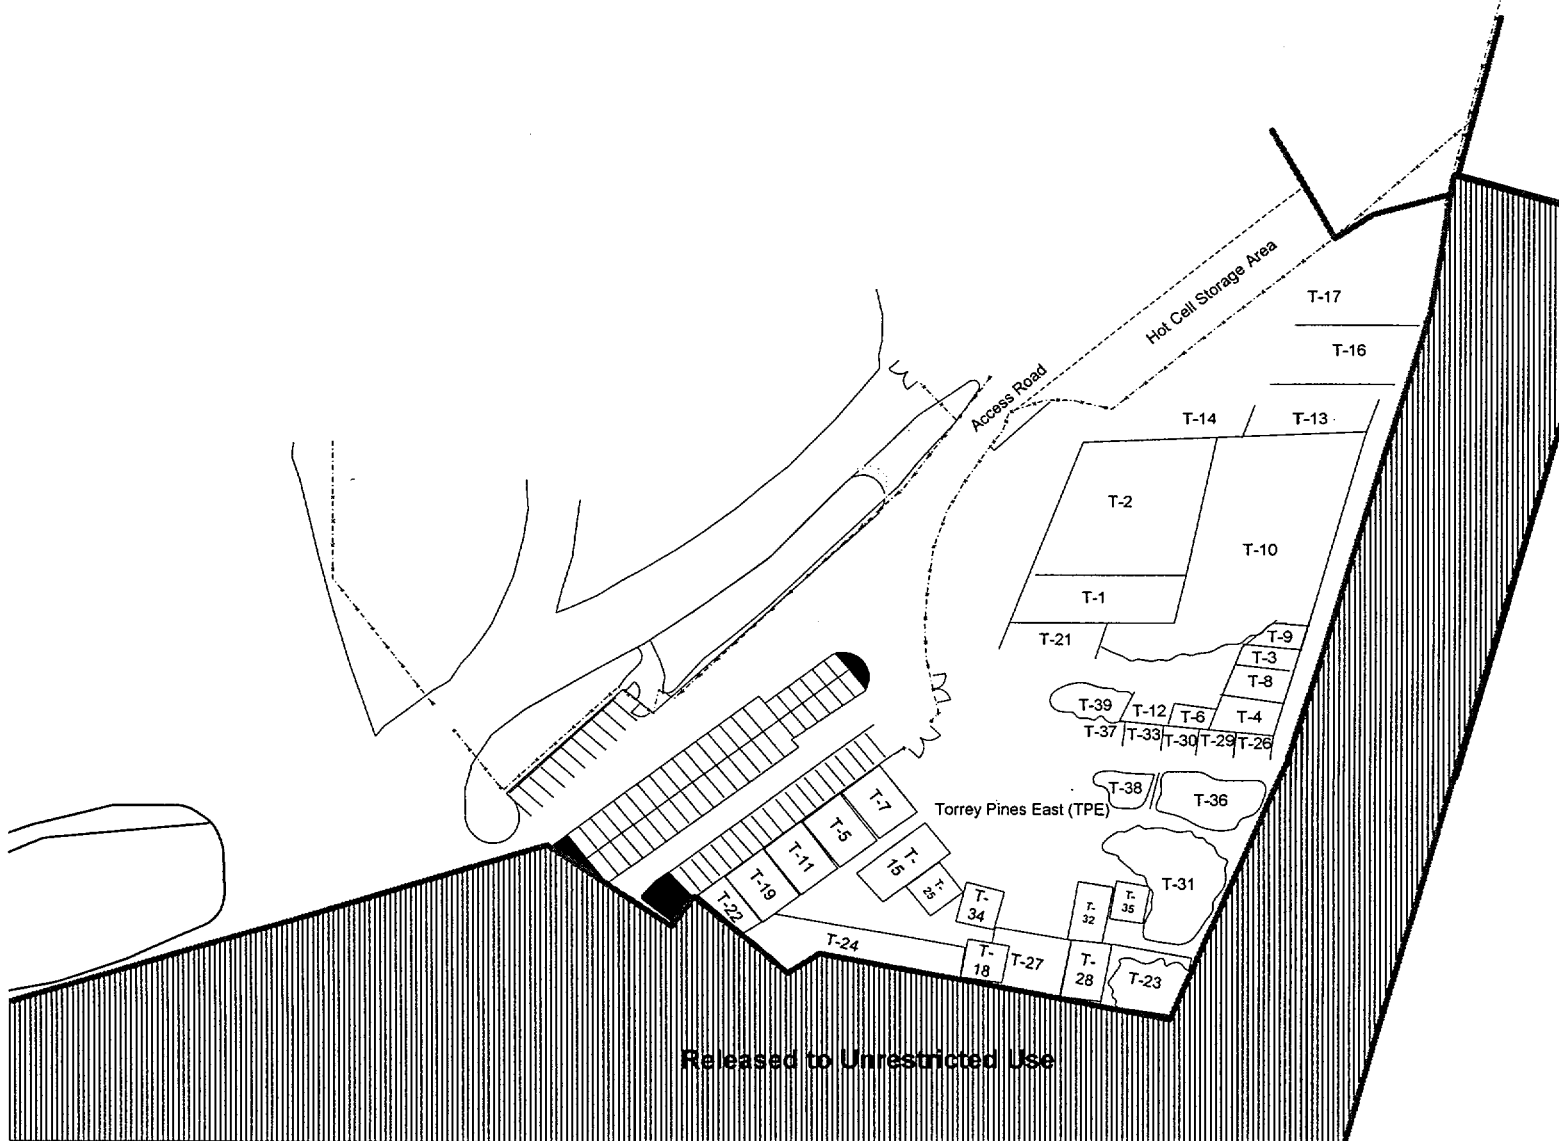 Hot Cell Storage Area
T-17
T-16
Access Road
T-14
T-13
T-2
T-10
T-1
T-21
T-9
T-3
T-8
T-39
T-12
T-6
T-4
T-37
T-33
T-30
T-29
T-26
T-38
T-36
Torrey Pines East (TPE)
T-7
T-5
T-11
T-
15
T-19
T-
25
T-22
T-
34
T-
32
T-
35
T-31
T-24
T-
18
T-27
T-
28
T-23
Released to Unrestricted Use